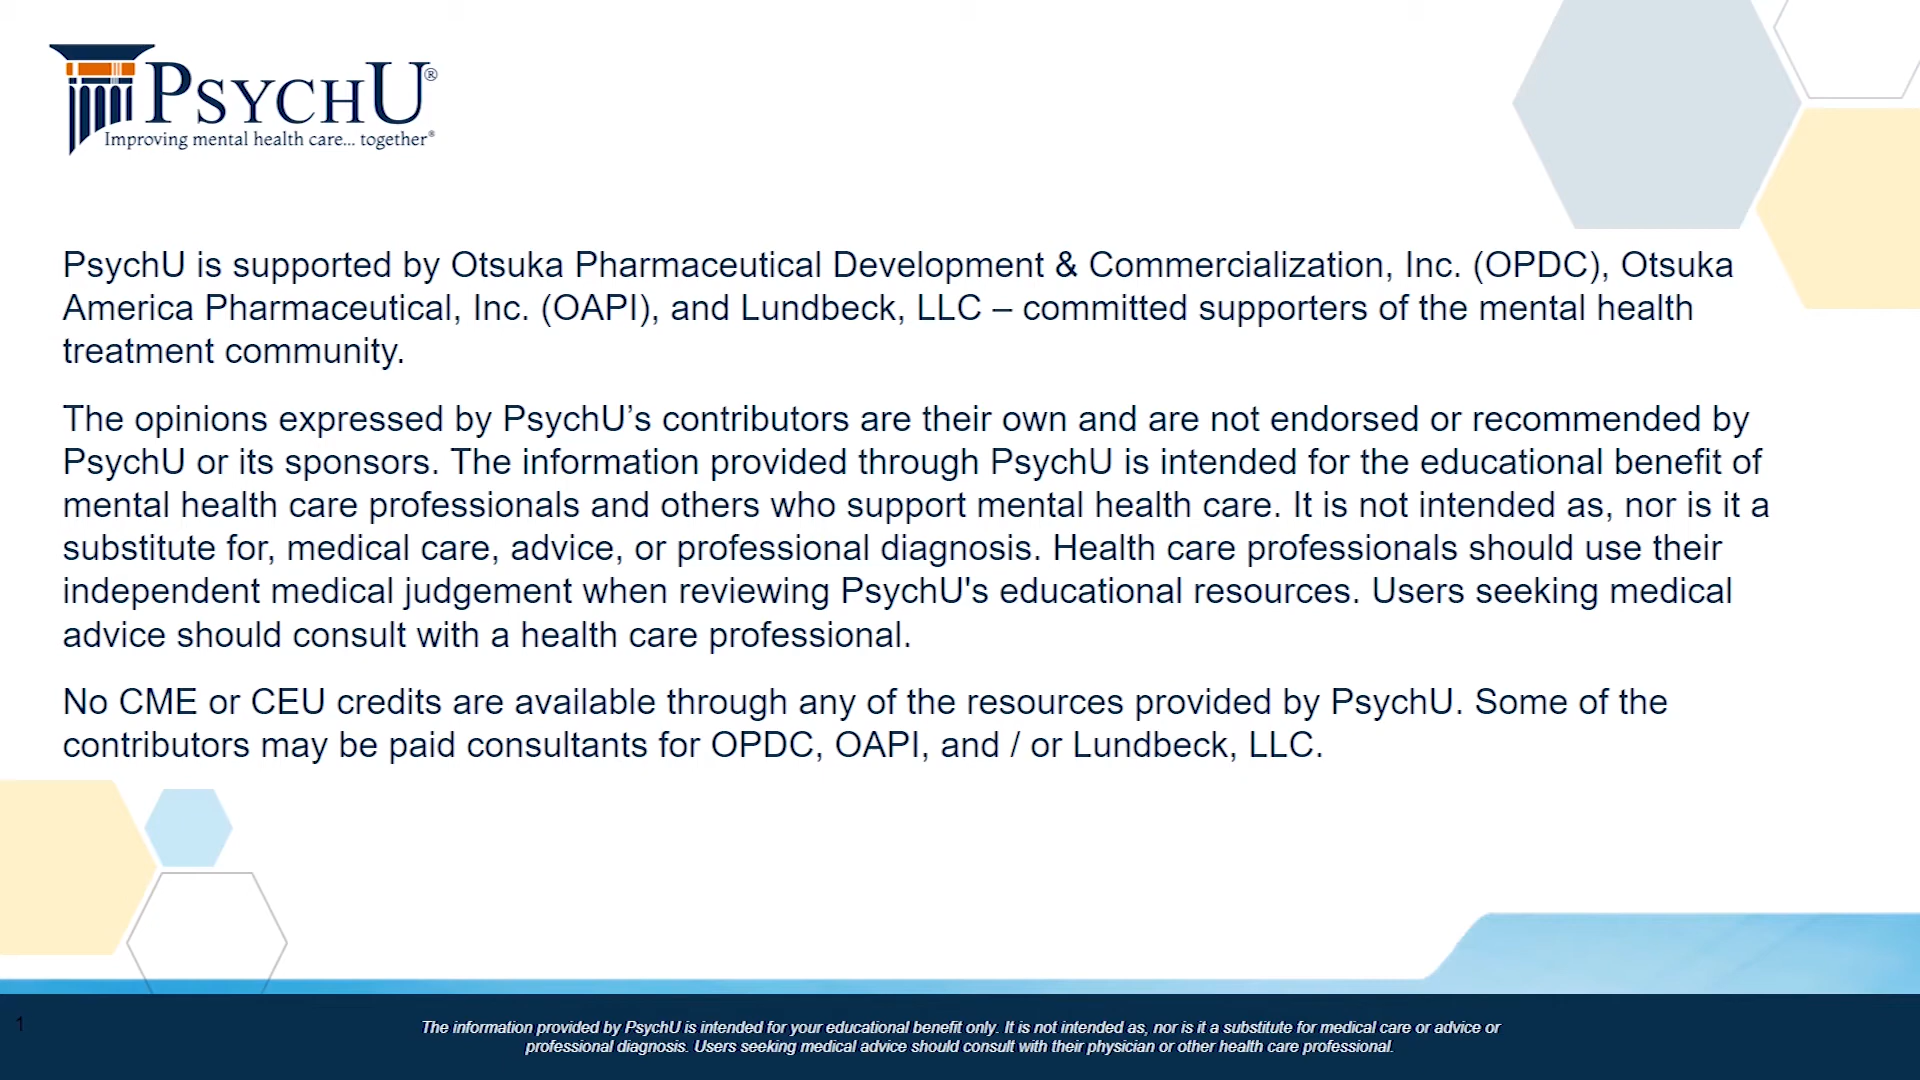 PSYCHU®
Improving mental health care... together®
PsychU is supported by Otsuka Pharmaceutical Development & Commercialization, Inc. (OPDC), Otsuka
America Pharmaceutical, Inc. (OAPI), and Lundbeck, LLC – committed supporters of the mental health
treatment community.
The opinions expressed by PsychU’s contributors are their own and are not endorsed or recommended by
PsychU or its sponsors. The information provided through PsychU is intended for the educational benefit of
mental health care professionals and others who support mental health care. It is not intended as, nor is it a
substitute for, medical care, advice, or professional diagnosis. Health care professionals should use their
independent medical judgement when reviewing PsychU's educational resources. Users seeking medical
advice should consult with a health care professional.
No CME or CEU credits are available through any of the resources provided by PsychU. Some of the
contributors may be paid consultants for OPDC, OAPI, and / or Lundbeck, LLC.
1
The information provided by PsychU is intended for your educational benefit only. It is not intended as, nor is it a substitute for medical care or advice or
professional diagnosis. Users seeking medical advice should consult with their physician or other health care professional.